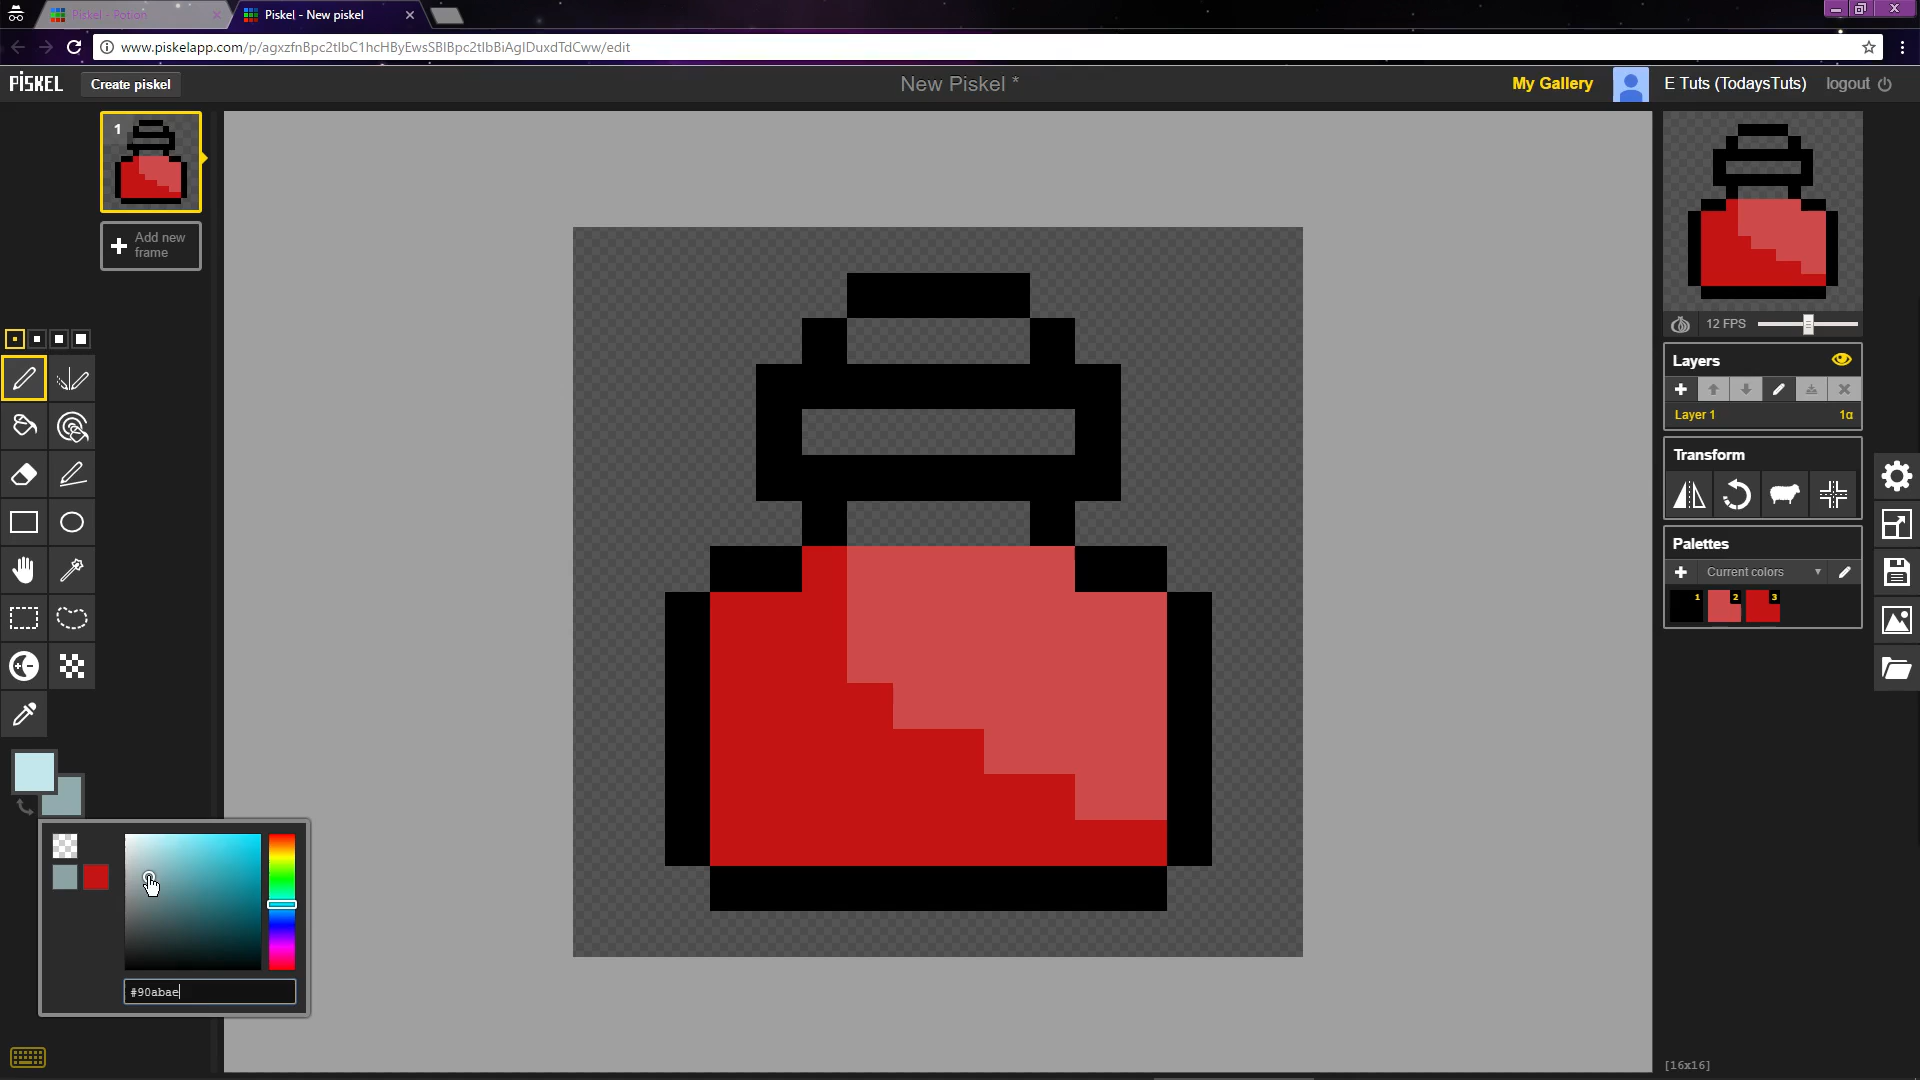 Piskel - Potion
Piskel - New piskel
www.piskelapp.com/p/agxzfnBpc2tlbC1hcHByEwsSBlBpc2tlbBiAgIDuxdTdCww/edit
PISKEL
Create piskel
New Piskel *
My Gallery
E Tuts (TodaysTuts)
logout
1
Add new
frame
12 FPS
Layers
Layer 1
1α
Transform
Palettes
Current colors
1
2
3
#90abae
[16x16]